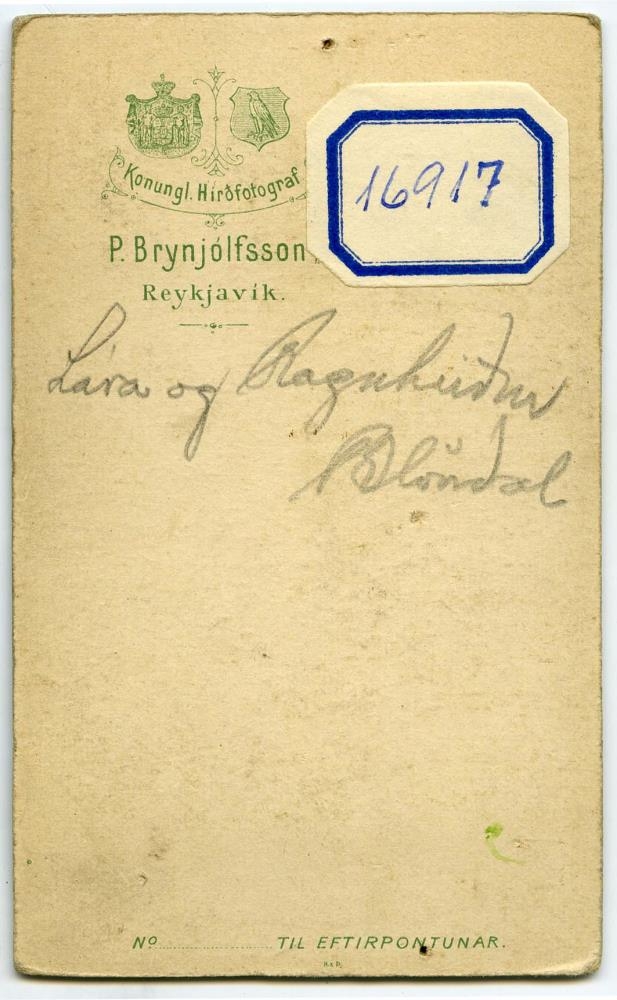 Konungl. Hirðfotograf
16917
P. Brynjólfsson
Reykjavík.
Lára og Ragnheiður
Blöndal
No............ TIL EFTIRPONTUNAR.